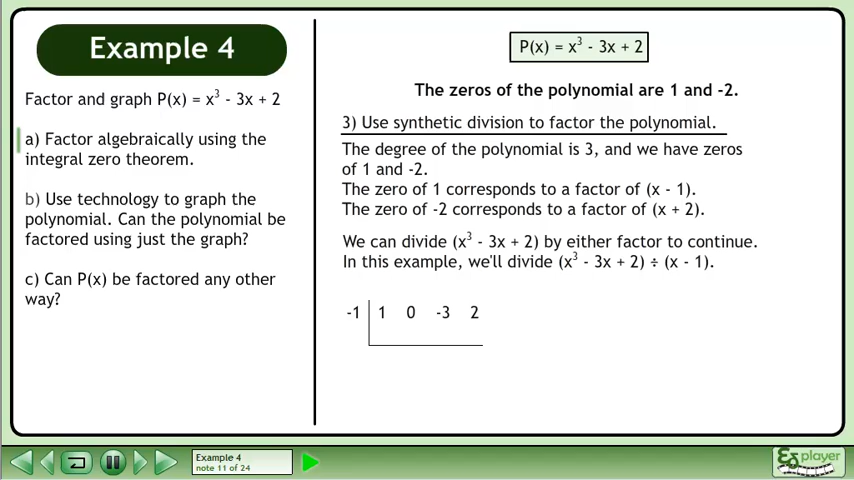 Example 4
Factor and graph P(x) = x³ - 3x + 2
a) Factor algebraically using the
integral zero theorem.
b) Use technology to graph the
polynomial. Can the polynomial be
factored using just the graph?
c) Can P(x) be factored any other
way?
P(x) = x³ - 3x + 2
The zeros of the polynomial are 1 and -2.
3) Use synthetic division to factor the polynomial.
The degree of the polynomial is 3, and we have zeros
of 1 and -2.
The zero of 1 corresponds to a factor of (x - 1).
The zero of -2 corresponds to a factor of (x + 2).
We can divide (x³ - 3x + 2) by either factor to continue.
In this example, we'll divide (x³ - 3x + 2) ÷ (x - 1).
-1 1 0 -3 2
Example 4
note 11 of 24
player